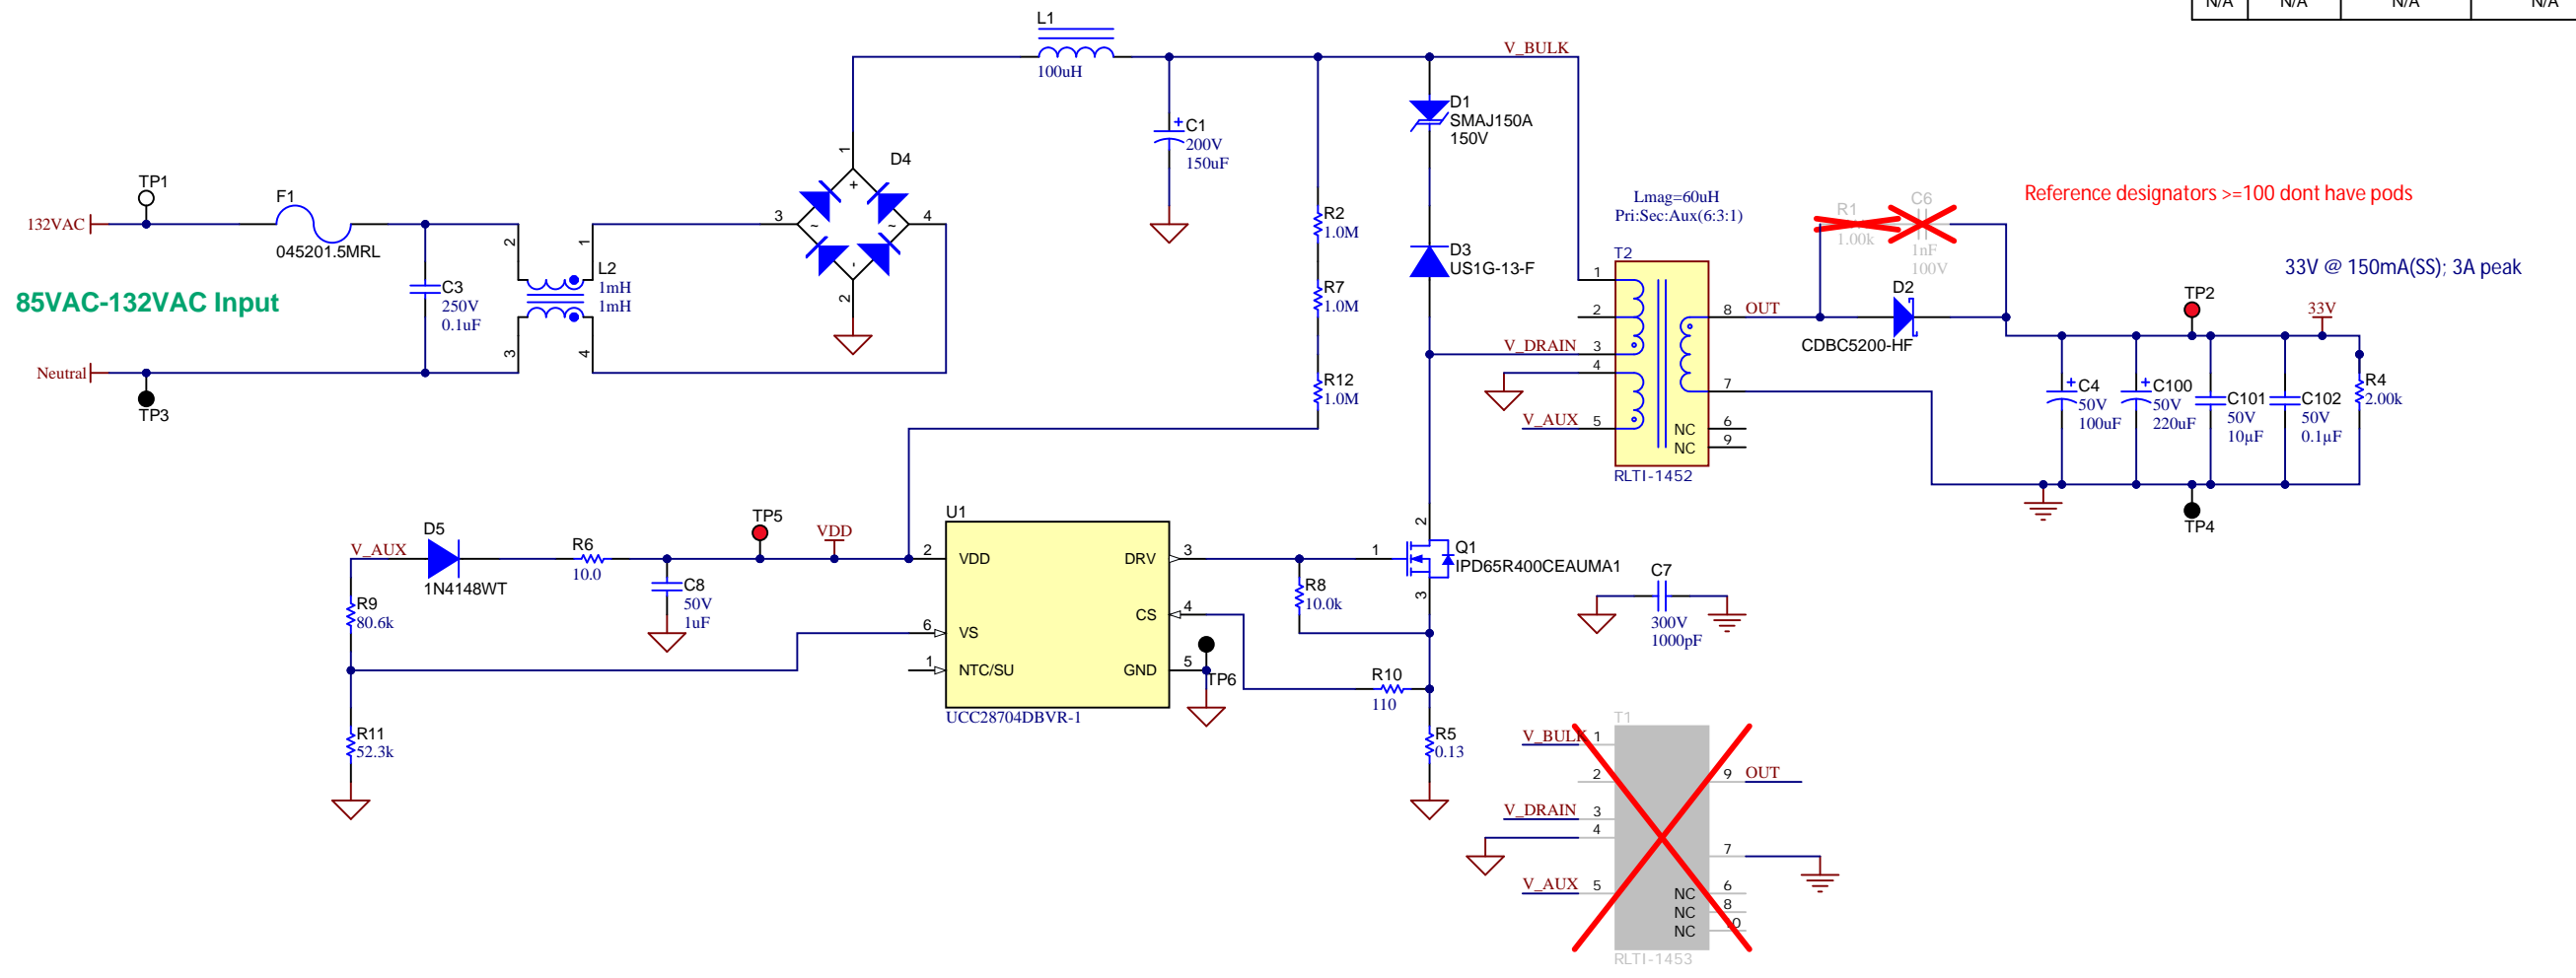 N/A N/A N/A N/A
L1
100uH
V_BULK
D1
SMAJ150A
150V
C1
200V
150uF
D4
1
3
4
2
+
~
~
-
TP1
F1
132VAC
045201.5MRL
85VAC-132VAC Input
C3
250V
0.1uF
2
1
L2
1mH
1mH
3
4
Neutral
TP3
R2
1.0M
R7
1.0M
R12
1.0M
D3
US1G-13-F
Lmag=60uH
Pri:Sec:Aux(6:3:1)
T2
1
2
3
4
5
8
7
6
9
NC
NC
V_DRAIN
V_AUX
RLTI-1452
OUT
R1
1.00k
C6
1nF
100V
D2
CDBC5200-HF
Reference designators >=100 dont have pods
33V @ 150mA(SS); 3A peak
TP2
33V
C4
50V
100uF
C100
50V
220uF
C101
50V
10µF
C102
50V
0.1µF
R4
2.00k
TP4
V_AUX
D5
1N4148WT
R6
10.0
TP5
VDD
C8
50V
1uF
R9
80.6k
R11
52.3k
U1
2 VDD
DRV 3
CS 4
6 VS
1 NTC/SU
GND 5
UCC28704DBVR-1
TP6
R8
10.0k
1
2
3
Q1
IPD65R400CEAUMA1
R10
110
R5
0.13
C7
300V
1000pF
T1
V_BULK 1
2
V_DRAIN 3
4
V_AUX 5
9 OUT
7
NC 6
NC 8
NC
RLTI-1453